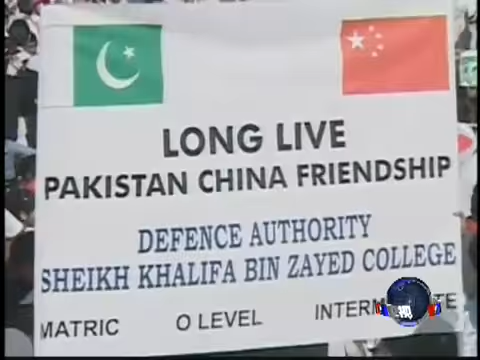 LONG LIVE
PAKISTAN CHINA FRIENDSHIP
DEFENCE AUTHORITY
SHEIKH KHALIFA BIN ZAYED COLLEGE
MATRIC O LEVEL